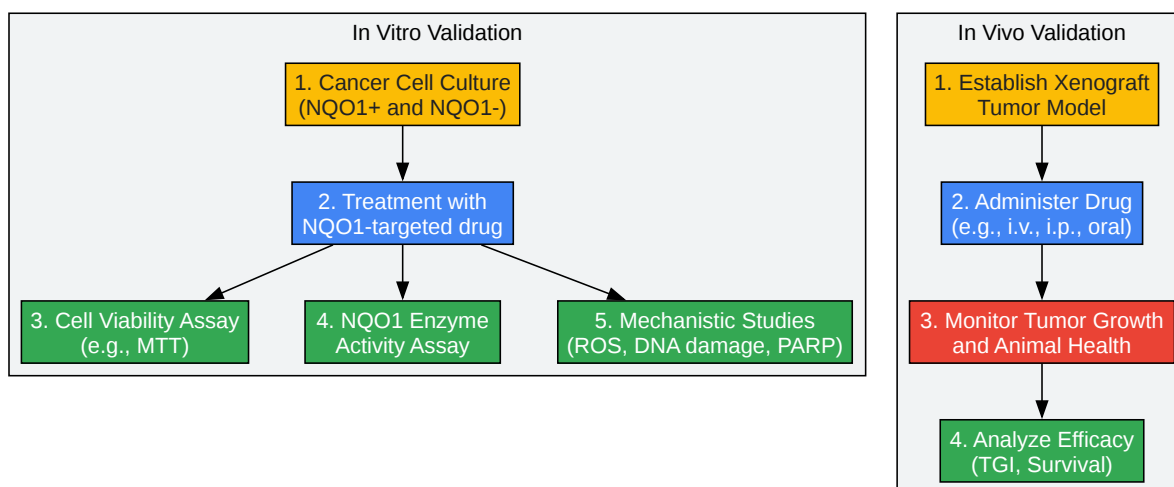 In Vitro Validation
1. Cancer Cell Culture
(NQO1+ and NQO1-)
2. Treatment with
NQO1-targeted drug
3. Cell Viability Assay
(e.g., MTT)
4. NQO1 Enzyme
Activity Assay
5. Mechanistic Studies
(ROS, DNA damage, PARP)
In Vivo Validation
1. Establish Xenograft
Tumor Model
2. Administer Drug
(e.g., i.v., i.p., oral)
3. Monitor Tumor Growth
and Animal Health
4. Analyze Efficacy
(TGI, Survival)